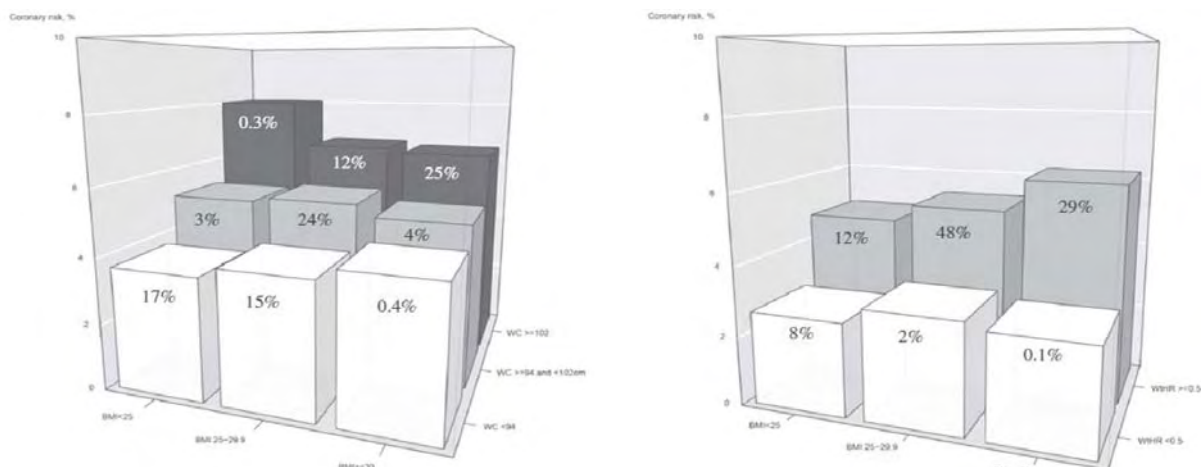 Coronary risk, %
10
8
6
4
2
0
0.3%
12%
25%
3%
24%
4%
17%
15%
0.4%
WC >=102
WC >=94 and <102cm
WC <94
BMI<25
BMI 25-29.9
Coronary risk, %
10
8
6
4
2
0
12%
48%
29%
8%
2%
0.1%
WtHR ><0.5
WtHR <0.5
BMI<25
BMI 25-29.9